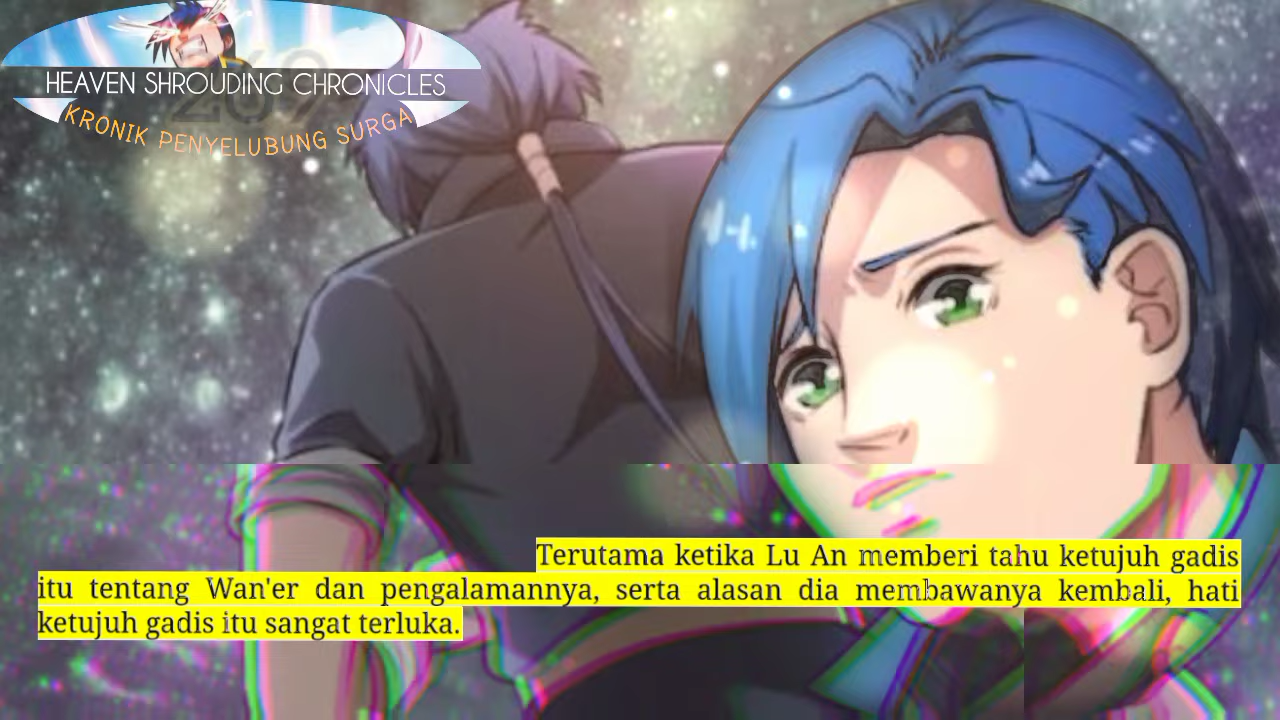 HEAVEN SHROUDING CHRONICLES
KRONIK PENYELUBUNG SURGA
Terutama ketika Lu An memberi tahu ketujuh gadis
itu tentang Wan'er dan pengalamannya, serta alasan dia membawanya kembali, hati
ketujuh gadis itu sangat terluka.